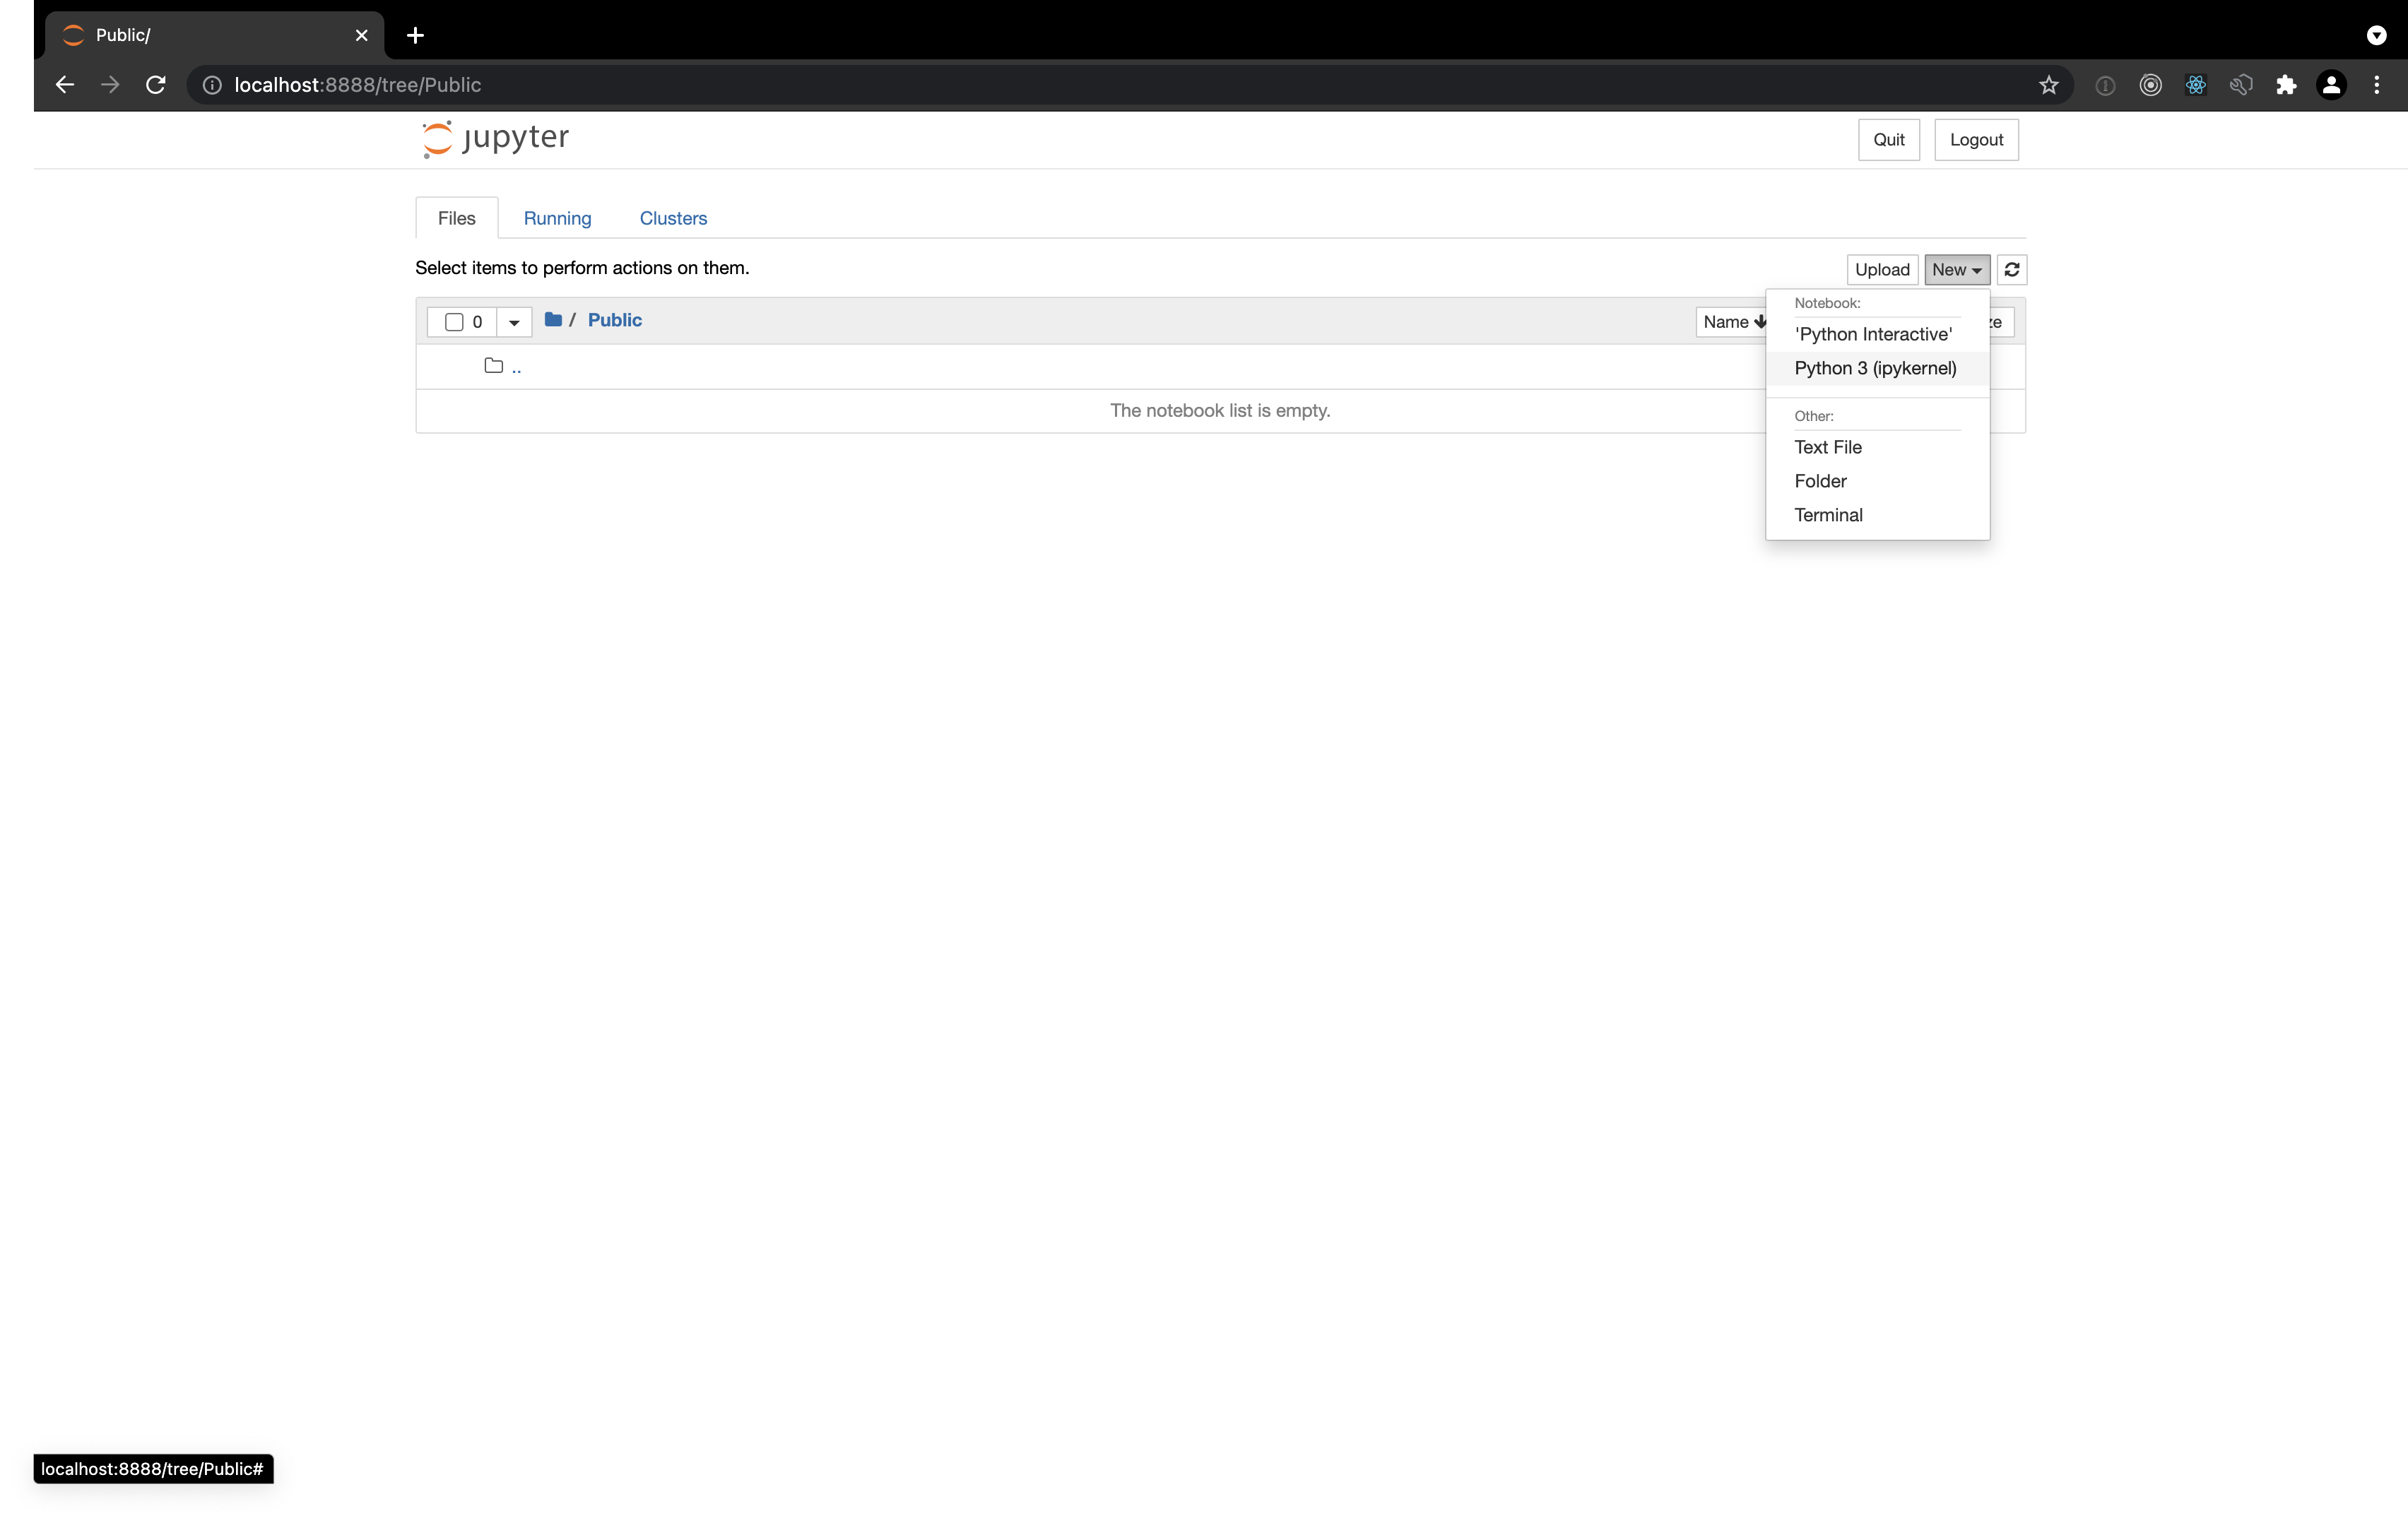 Public/
localhost:8888/tree/Public
jupyter
Quit Logout
Files Running Clusters
Select items to perform actions on them.
Upload New
0 / Public
Name
Notebook:
'Python Interactive'
Python 3 (ipykernel)
..
The notebook list is empty.
Other:
Text File
Folder
Terminal
localhost:8888/tree/Public#